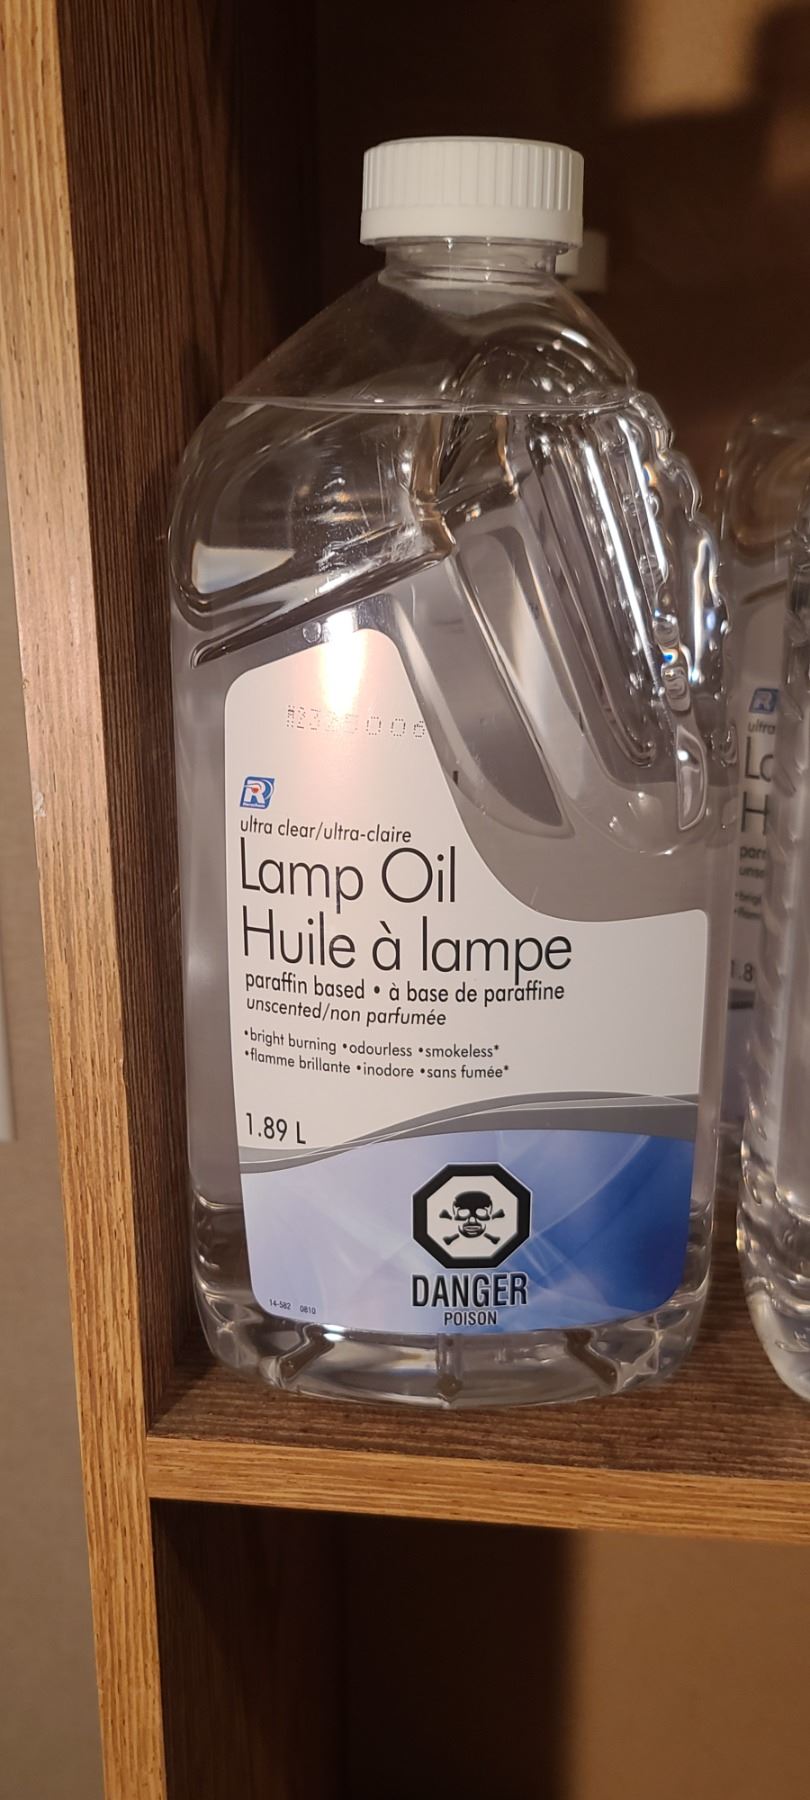 R
ultra clear/ultra-claire
Lamp Oil
Huile à lampe
paraffin based • à base de paraffine
unscented/non parfumée
•bright burning •odourless •smokeless*
•flamme brillante •inodore •sans fumée*
1.89 L
DANGER
POISON
14-582 0810